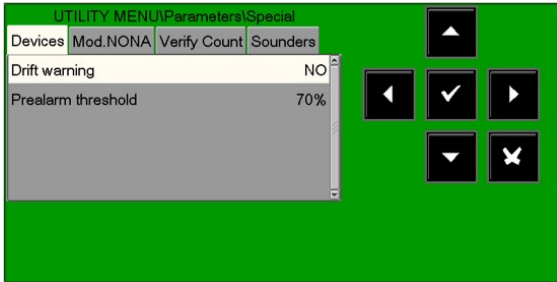 UTILITY MENU\Parameters\Special
Devices Mod.NONA Verify Count Sounders
Drift warning NO
Prealarm threshold 70%